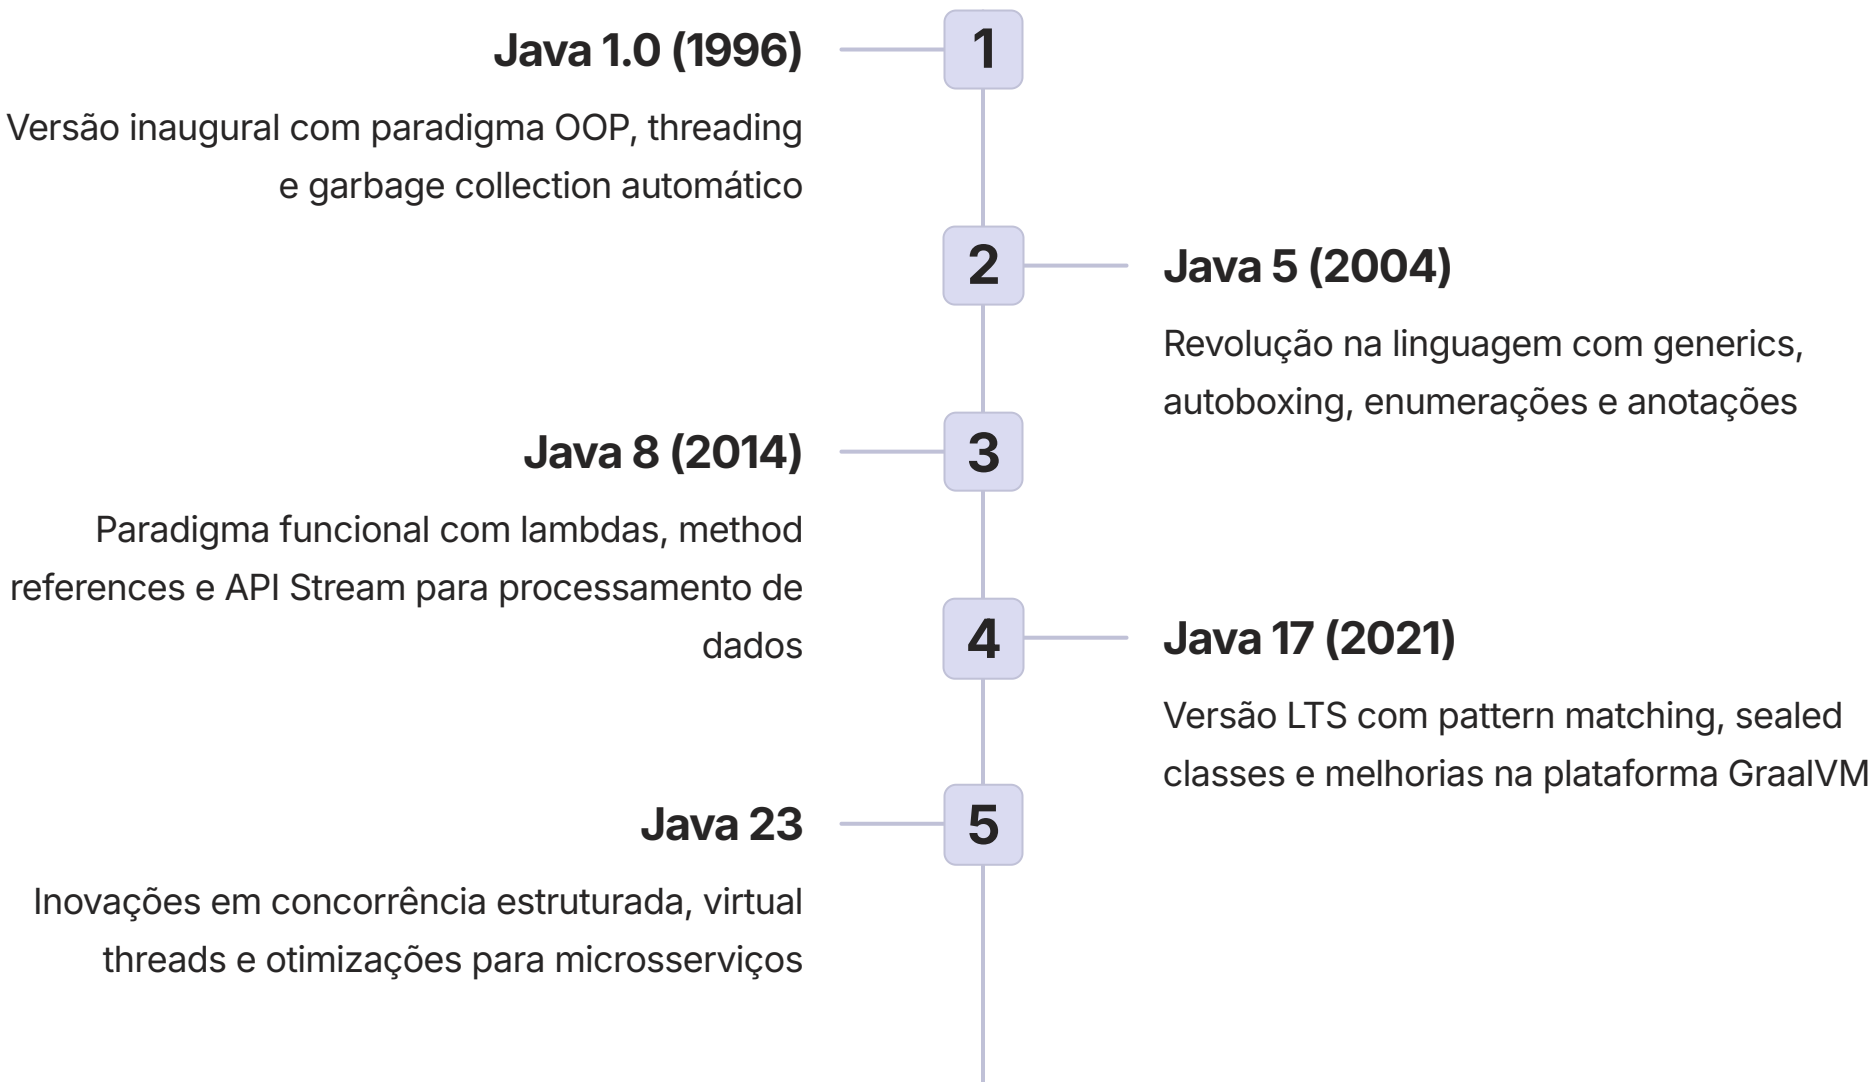 Java 1.0 (1996)
1
Versão inaugural com paradigma OOP, threading
e garbage collection automático
2
Java 5 (2004)
Revolução na linguagem com generics,
autoboxing, enumerações e anotações
Java 8 (2014)
3
Paradigma funcional com lambdas, method
references e API Stream para processamento de
dados
4
Java 17 (2021)
Versão LTS com pattern matching, sealed
classes e melhorias na plataforma GraalVM
Java 23
5
Inovações em concorrência estruturada, virtual
threads e otimizações para microsserviços